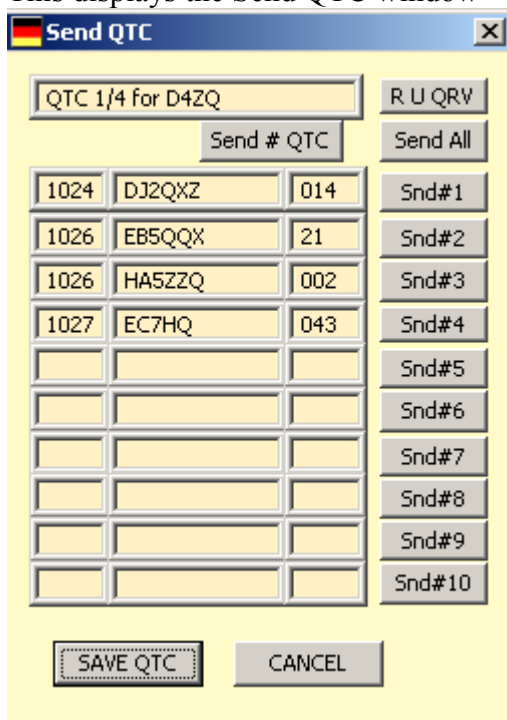 This displays the Send QTC window
Send QTC
QTC 1/4 for D4ZQ R U QRV
Send # QTC Send All
1024 DJ2QXZ 014 Snd#1
1026 EB5QQX 21 Snd#2
1026 HA5ZZQ 002 Snd#3
1027 EC7HQ 043 Snd#4
Snd#5
Snd#6
Snd#7
Snd#8
Snd#9
Snd#10
SAVE QTC CANCEL